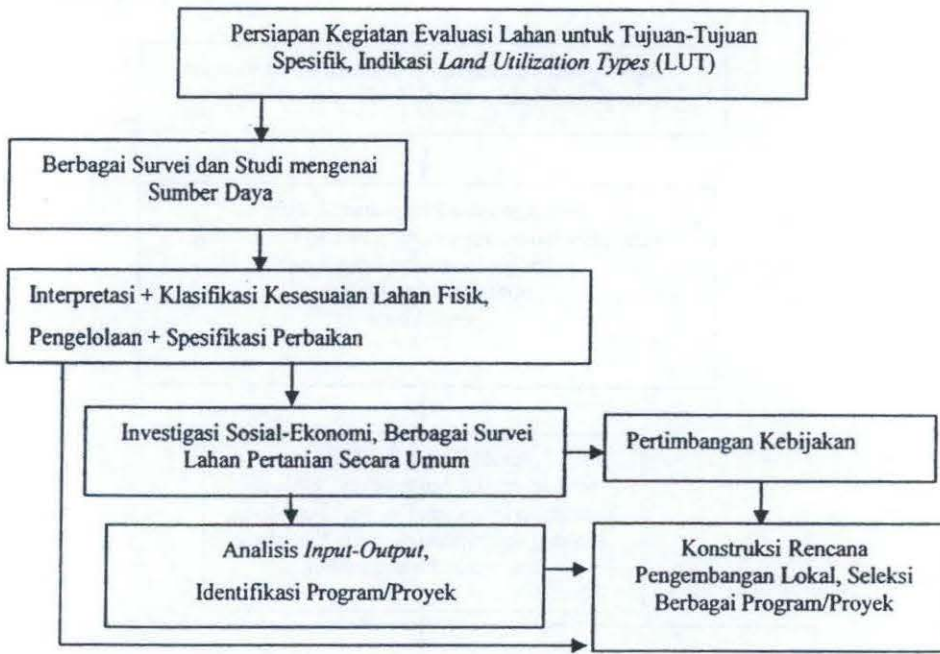 Persiapan Kegiatan Evaluasi Lahan untuk Tujuan-Tujuan
Spesifik, Indikasi Land Utilization Types (LUT)
Berbagai Survei dan Studi mengenai
Sumber Daya
Interpretasi + Klasifikasi Kesesuaian Lahan Fisik,
Pengelolaan + Spesifikasi Perbaikan
Investigasi Sosial-Ekonomi, Berbagai Survei
Lahan Pertanian Secara Umum
Pertimbangan Kebijakan
Analisis Input-Output,
Identifikasi Program/Proyek
Konstruksi Rencana
Pengembangan Lokal, Seleksi
Berbagai Program/Proyek